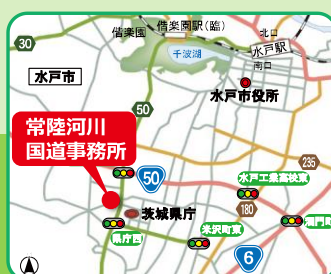 偕楽園
偕楽園駅(臨)
北口
水戸駅
南口
千波湖
30
水戸市
水戸市役所
50
常陸河川
国道事務所
50
235
水戸工業高校東
180
茨城県庁
県庁西
米沢町東
6